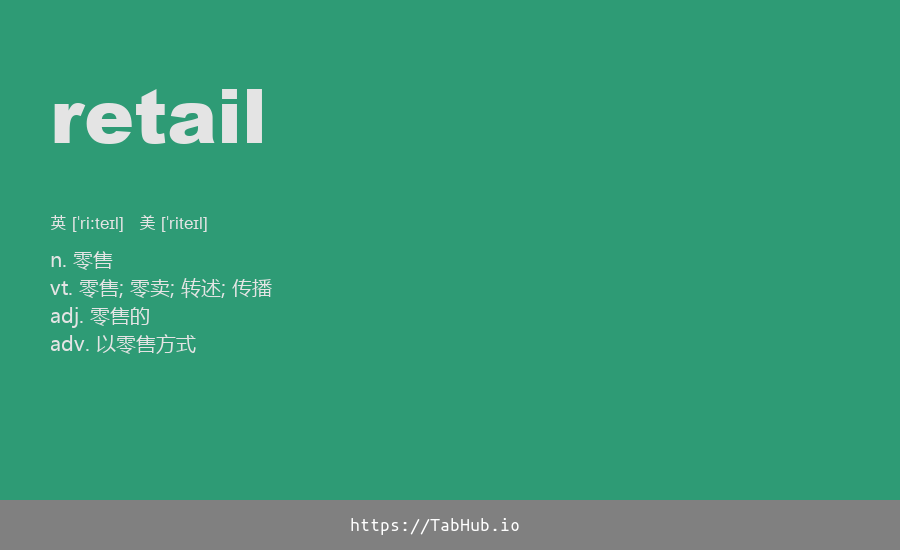 retail
英 ['ri:teɪl] 美 ['riteɪl]
n. 零售
vt. 零售; 零卖; 转述; 传播
adj. 零售的
adv. 以零售方式
https://TabHub.io